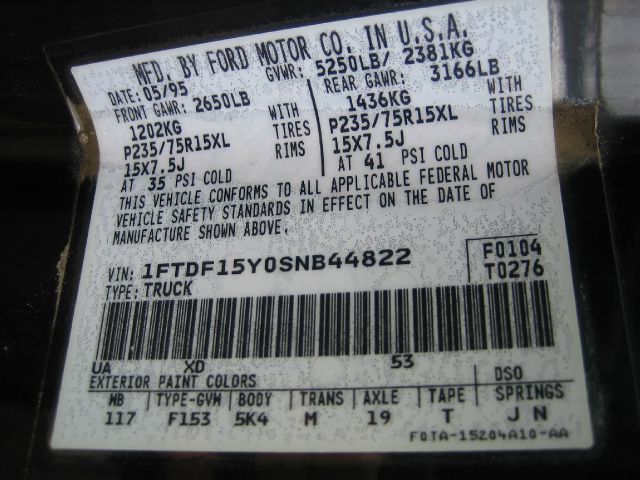 MFD. BY FORD MOTOR CO. IN U.S.A.
DATE: 05/95 GVWR: 5250LB/ 2381KG
FRONT GAWR: 2650LB REAR GAWR: 3166LB
1202KG WITH 1436KG WITH
P235/75R15XL TIRES P235/75R15XL TIRES
15X7.5J RIMS 15X7.5J RIMS
AT 35 PSI COLD AT 41 PSI COLD
THIS VEHICLE CONFORMS TO ALL APPLICABLE FEDERAL MOTOR
VEHICLE SAFETY STANDARDS IN EFFECT ON THE DATE OF
MANUFACTURE SHOWN ABOVE.
VIN: 1FTDF15Y0SNB44822 F0104
TYPE: TRUCK T0276
UA XD 53
EXTERIOR PAINT COLORS DSO
WB TYPE-GVM BODY TRANS AXLE TAPE SPRINGS
117 F153 5K4 M 19 T J N
F0TA-15204A10-AA